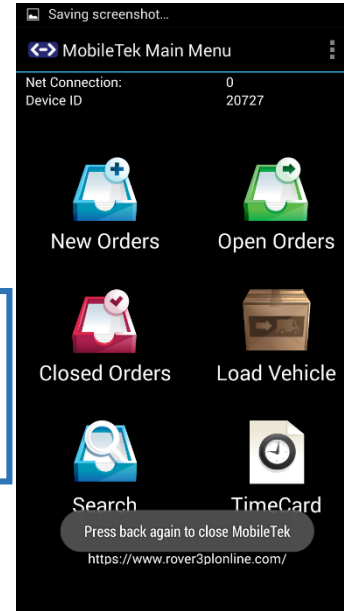 Saving screenshot...
MobileTek Main Menu
Net Connection: 0
Device ID 20727
New Orders Open Orders
Closed Orders Load Vehicle
Search TimeCard
Press back again to close MobileTek
https://www.rover3plonline.com/